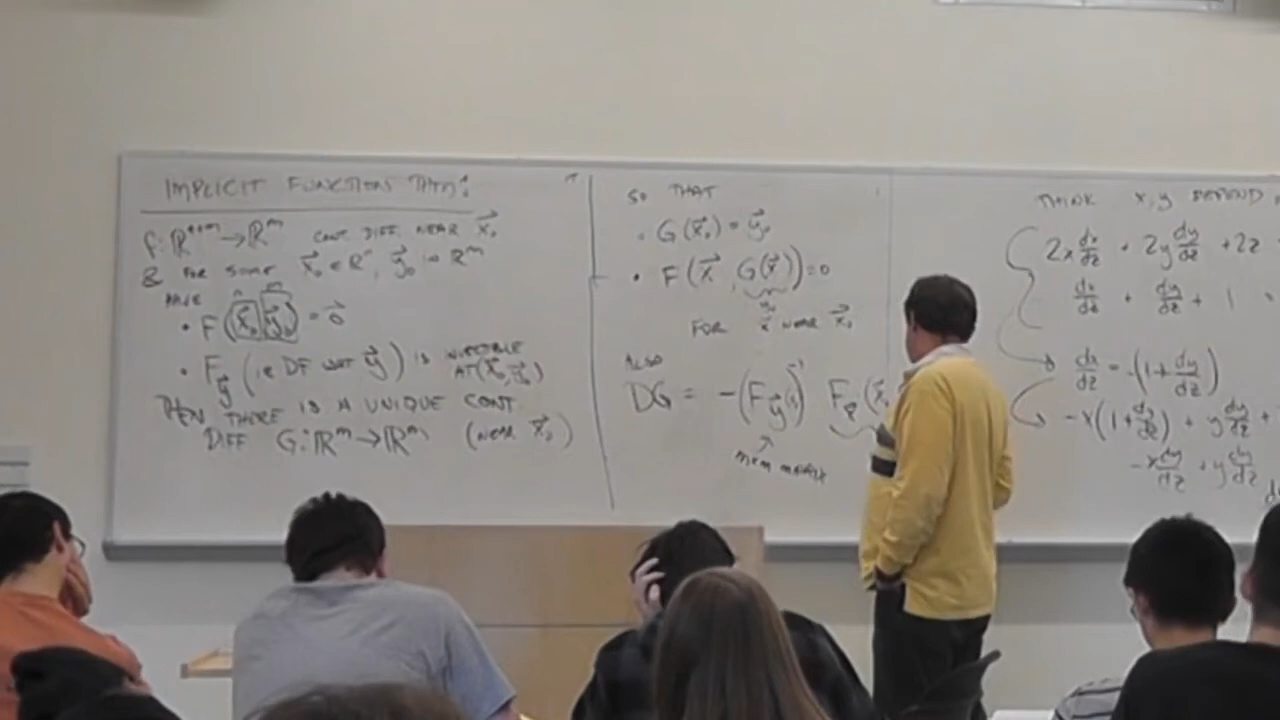 IMPLICIT FUNCTIONS THM:
f: ℝⁿ⁺ᵐ → ℝᵐ CONT. DIFF. NEAR x⃗₀
& FOR SOME x⃗₀ ∈ ℝⁿ, y⃗₀ in ℝᵐ
HAVE
• F(x⃗₀, y⃗₀) = 0⃗
• F_y⃗ (ie DF wrt y⃗) IS INVERTIBLE
AT (x⃗₀, y⃗₀)
THEN THERE IS A UNIQUE CONT.
DIFF G: ℝᵐ → ℝᵐ (NEAR x⃗₀)
SO THAT
• G(x⃗₀) = y⃗₀
• F(x⃗, G(x⃗)) = 0
FOR x⃗ NEAR x⃗₀
ALSO
DG = -(F_y⃗())⁻¹ F
mxm matrix
THINK x,y DEPEND
2x dx/dz + 2y dy/dz + 2z
dx/dz + dy/dz + 1 =
dx/dz = -(1 + dy/dz)
-x(1 + dy/dz) + y dy/dz +
-x dy/dz + y dy/dz